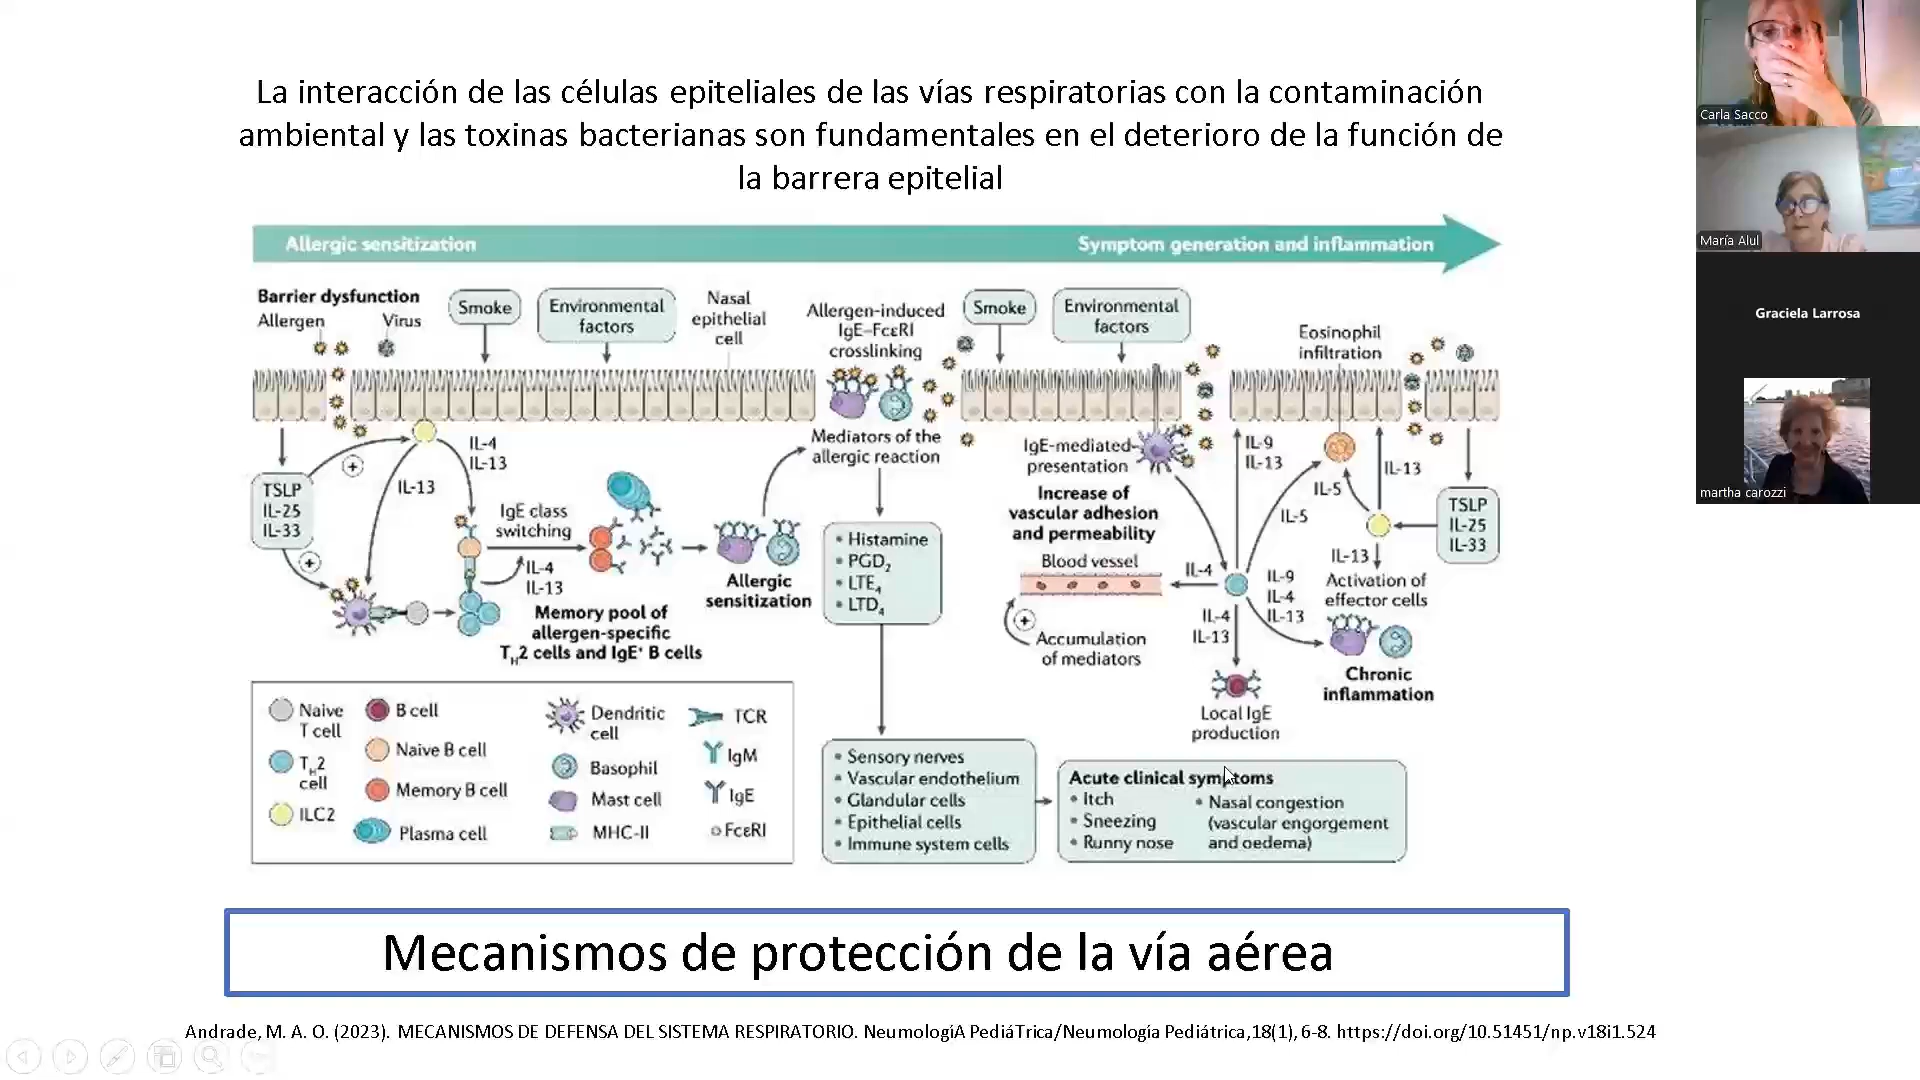 La interacción de las células epiteliales de las vías respiratorias con la contaminación
ambiental y las toxinas bacterianas son fundamentales en el deterioro de la función de
la barrera epitelial
Allergic sensitization
Symptom generation and inflammation
Barrier dysfunction
Allergen
Virus
Smoke
Environmental
factors
Nasal
epithelial
cell
Allergen-induced
IgE–FcεRI
crosslinking
Smoke
Environmental
factors
Eosinophil
infiltration
TSLP
IL-25
IL-33
+
+
IL-13
IL-4
IL-13
IgE class
switching
IL-4
IL-13
Memory pool of
allergen-specific
TH2 cells and IgE+ B cells
Allergic
sensitization
Mediators of the
allergic reaction
• Histamine
• PGD2
• LTE4
• LTD4
• Sensory nerves
• Vascular endothelium
• Glandular cells
• Epithelial cells
• Immune system cells
Acute clinical symptoms
• Itch
• Sneezing
• Runny nose
• Nasal congestion
(vascular engorgement
and oedema)
IgE-mediated
presentation
Increase of
vascular adhesion
and permeability
Blood vessel
+
Accumulation
of mediators
IL-4
IL-9
IL-13
IL-5
IL-5
IL-13
TSLP
IL-25
IL-33
IL-13
Activation of
effector cells
IL-9
IL-4
IL-13
IL-4
IL-13
Local IgE
production
Chronic
inflammation
Naive
T cell
TH2
cell
ILC2
B cell
Naive B cell
Memory B cell
Plasma cell
Dendritic
cell
Basophil
Mast cell
MHC-II
TCR
IgM
IgE
FcεRI
Mecanismos de protección de la vía aérea
Andrade, M. A. O. (2023). MECANISMOS DE DEFENSA DEL SISTEMA RESPIRATORIO. NeumologíA PediáTrica/Neumología Pediátrica,18(1), 6-8. https://doi.org/10.51451/np.v18i1.524
Carla Sacco
María Alul
Graciela Larrosa
martha carozzi